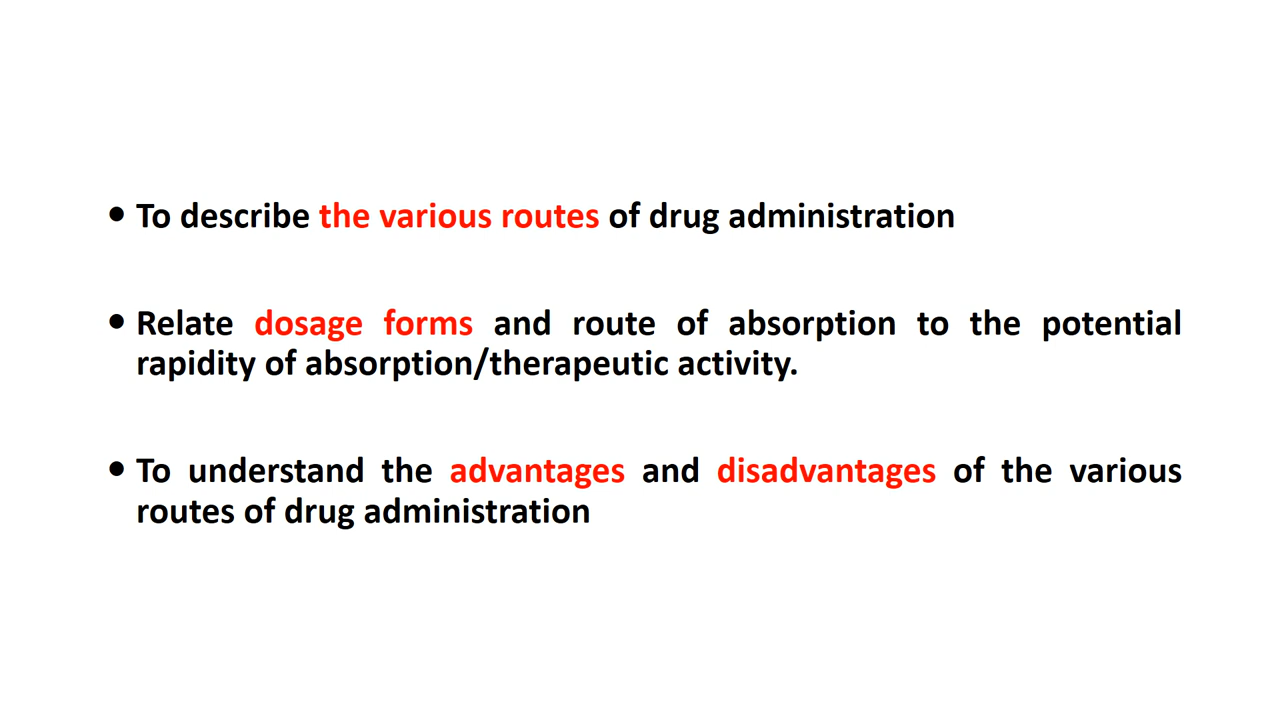 • To describe the various routes of drug administration
• Relate dosage forms and route of absorption to the potential
rapidity of absorption/therapeutic activity.
• To understand the advantages and disadvantages of the various
routes of drug administration